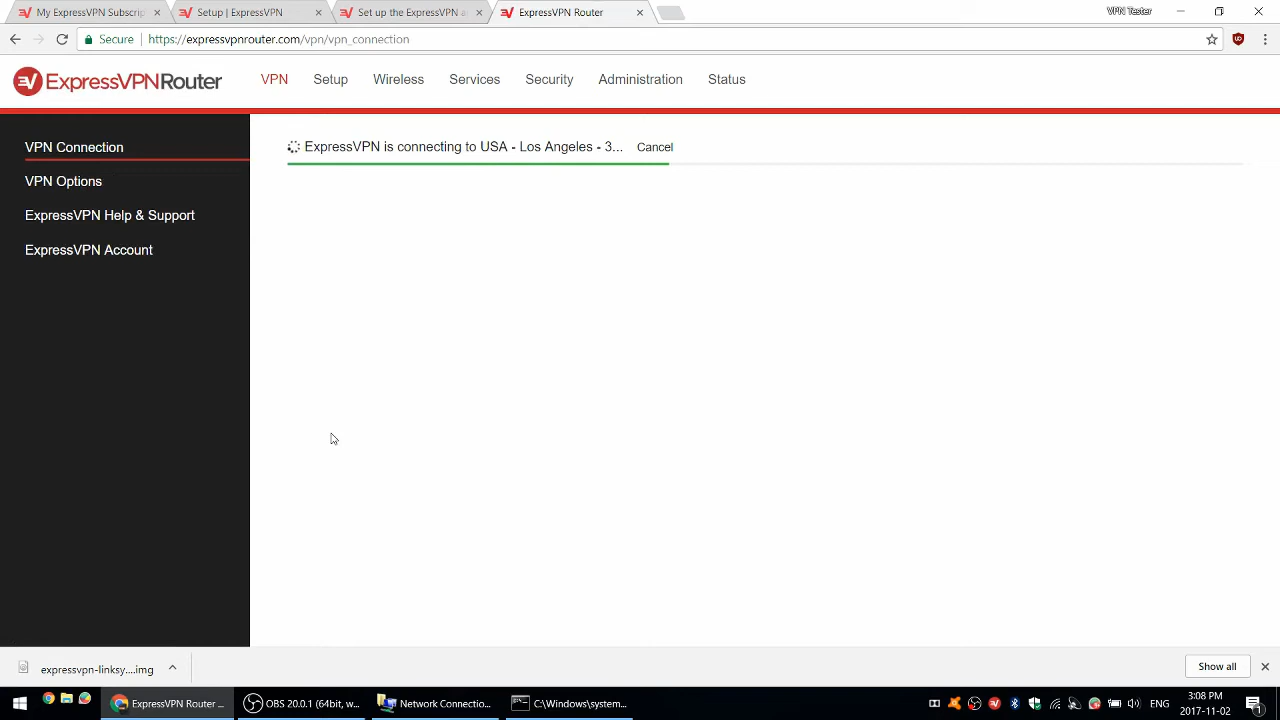 My ExpressVPN Subscrip
Setup | ExpressVPN
Set up the ExpressVPN a
ExpressVPN Router
VPN Tester
Secure
https://expressvpnrouter.com/vpn/vpn_connection
ExpressVPNRouter
VPN
Setup
Wireless
Services
Security
Administration
Status
VPN Connection
VPN Options
ExpressVPN Help & Support
ExpressVPN Account
ExpressVPN is connecting to USA - Los Angeles - 3... Cancel
expressvpn-linksy....img
Show all
ExpressVPN Router ...
OBS 20.0.1 (64bit, w...
Network Connectio...
C:\Windows\system...
ENG
3:08 PM
2017-11-02